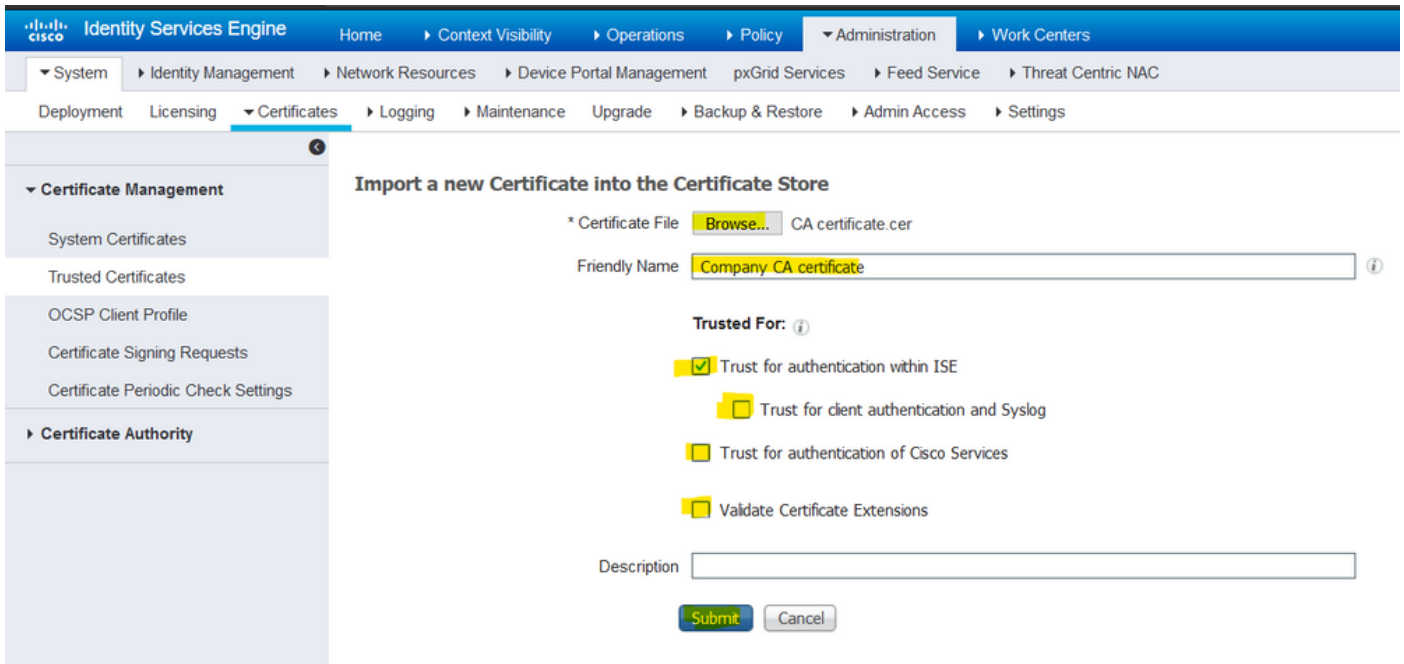 cisco Identity Services Engine Home Context Visibility Operations Policy Administration Work Centers
System Identity Management Network Resources Device Portal Management pxGrid Services Feed Service Threat Centric NAC
Deployment Licensing Certificates Logging Maintenance Upgrade Backup & Restore Admin Access Settings
Certificate Management
System Certificates
Trusted Certificates
OCSP Client Profile
Certificate Signing Requests
Certificate Periodic Check Settings
Certificate Authority
Import a new Certificate into the Certificate Store
* Certificate File Browse... CA certificate.cer
Friendly Name Company CA certificate
Trusted For:
Trust for authentication within ISE
Trust for client authentication and Syslog
Trust for authentication of Cisco Services
Validate Certificate Extensions
Description
Submit Cancel